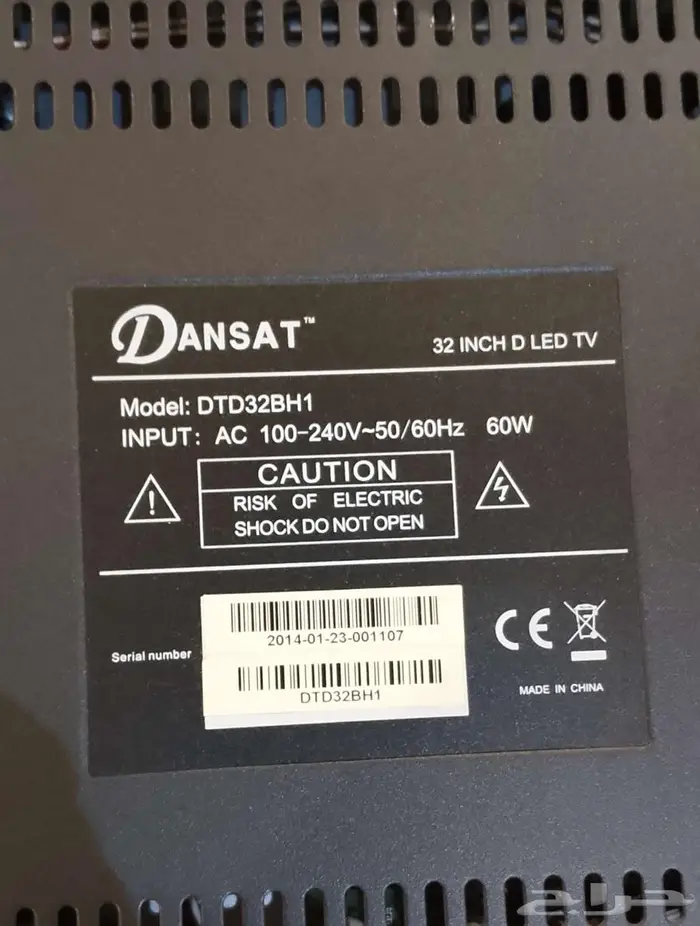 DANSAT™
32 INCH D LED TV
Model: DTD32BH1
INPUT: AC 100-240V~50/60Hz 60W
CAUTION
RISK OF ELECTRIC
SHOCK DO NOT OPEN
2014-01-23-001107
Serial number
DTD32BH1
CE
MADE IN CHINA
حراج